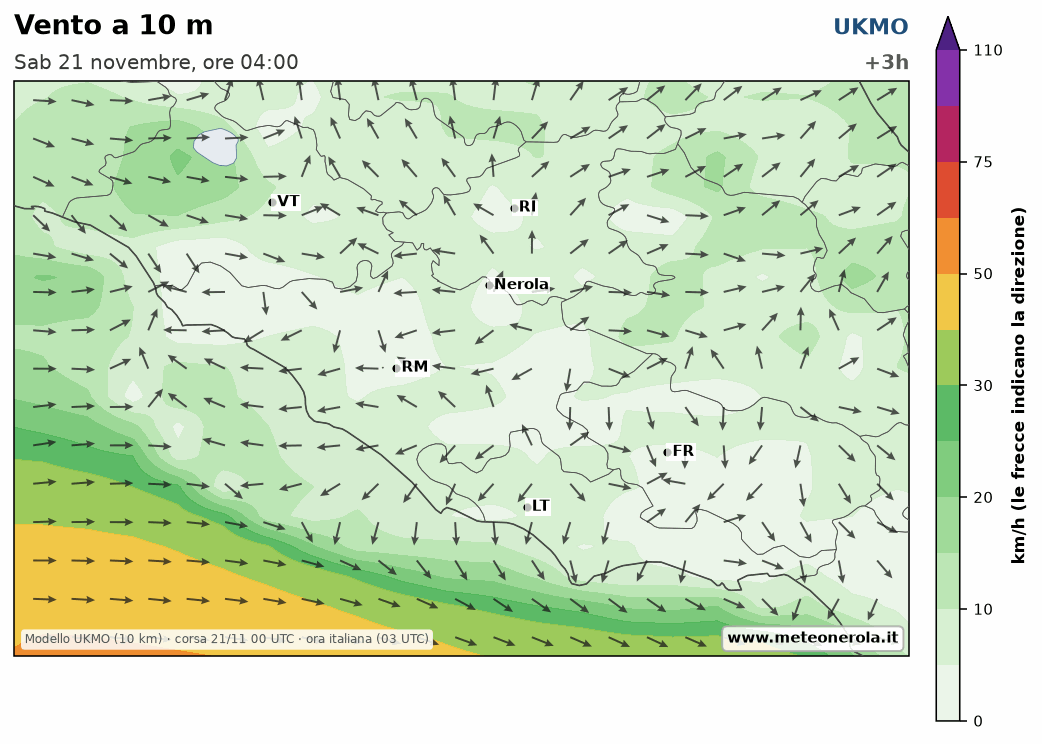 Vento a 10 m
UKMO
Sab 21 novembre, ore 04:00
+3h
VT
RI
Nerola
RM
FR
LT
Modello UKMO (10 km) · corsa 21/11 00 UTC · ora italiana (03 UTC)
www.meteonerola.it
110
75
50
30
20
10
0
km/h (le frecce indicano la direzione)